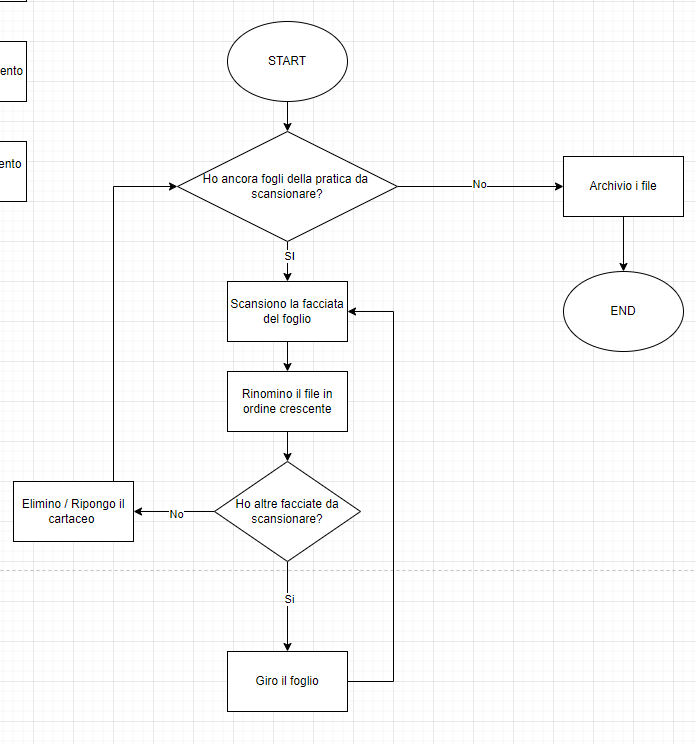 START
ento
ento
Ho ancora fogli della pratica da
scansionare?
No
Archivio i file
SI
Scansiono la facciata
del foglio
END
Rinomino il file in
ordine crescente
Elimino / Ripongo il
cartaceo
No
Ho altre facciate da
scansionare?
Si
Giro il foglio